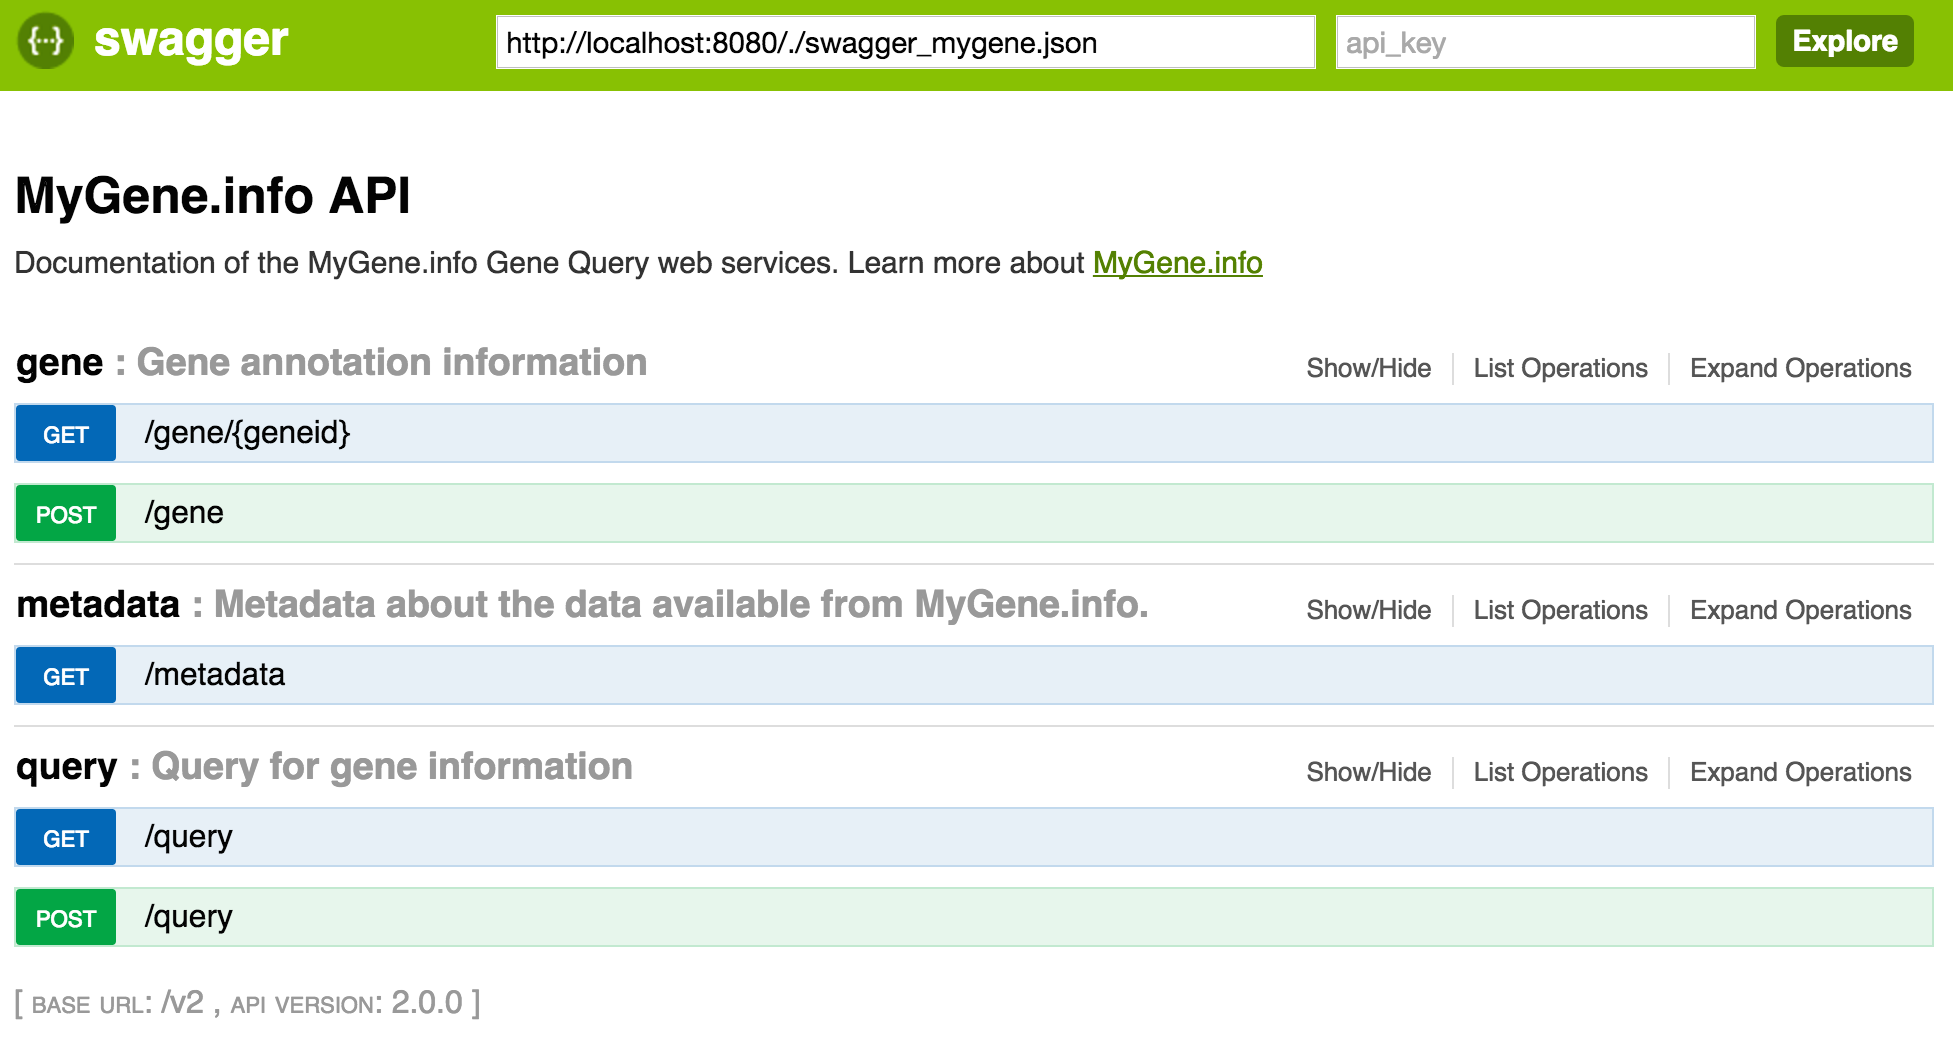 {···} swagger http://localhost:8080/./swagger_mygene.json api_key Explore
MyGene.info API
Documentation of the MyGene.info Gene Query web services. Learn more about MyGene.info
gene : Gene annotation information Show/Hide List Operations Expand Operations
GET /gene/{geneid}
POST /gene
metadata : Metadata about the data available from MyGene.info. Show/Hide List Operations Expand Operations
GET /metadata
query : Query for gene information Show/Hide List Operations Expand Operations
GET /query
POST /query
[ BASE URL: /v2 , API VERSION: 2.0.0 ]